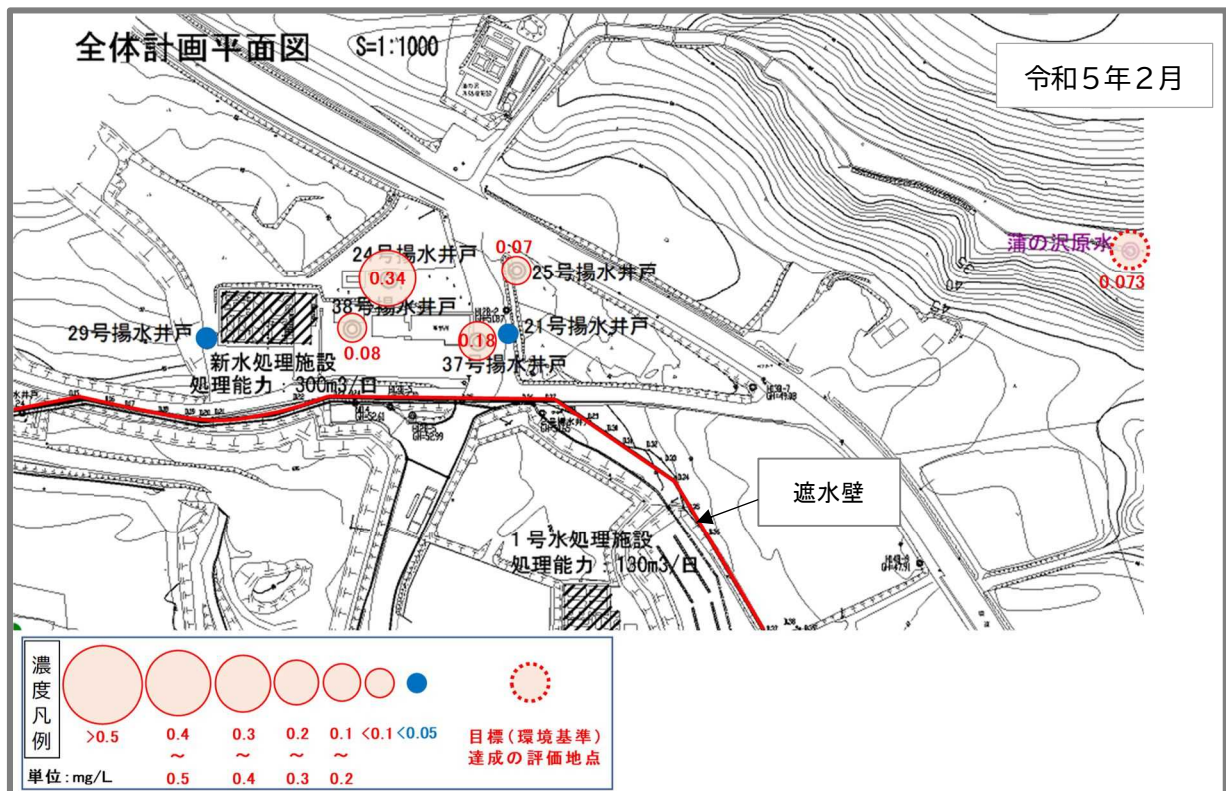 全体計画平面図 S=1:1000
令和5年2月
蒲の沢原水
0.073
0.07
24号揚水井戸
0.34
25号揚水井戸
38号揚水井戸
0.08
29号揚水井戸
0.18
21号揚水井戸
37号揚水井戸
新水処理施設
処理能力：300m3/日
遮水壁
1号水処理施設
処理能力：130m3/日
濃度凡例
>0.5
0.4
～
0.5
0.3
～
0.4
0.2
～
0.3
0.1
～
0.2
<0.1
<0.05
目標(環境基準)
達成の評価地点
単位:mg/L